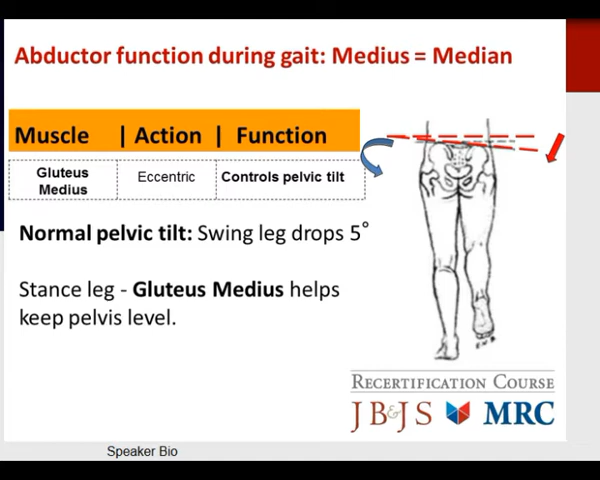 Abductor function during gait: Medius = Median
Muscle | Action | Function
Gluteus
Medius
Eccentric
Controls pelvic tilt
Normal pelvic tilt: Swing leg drops 5°
Stance leg - Gluteus Medius helps
keep pelvis level.
RECERTIFICATION COURSE
JB&JS MRC
Speaker Bio